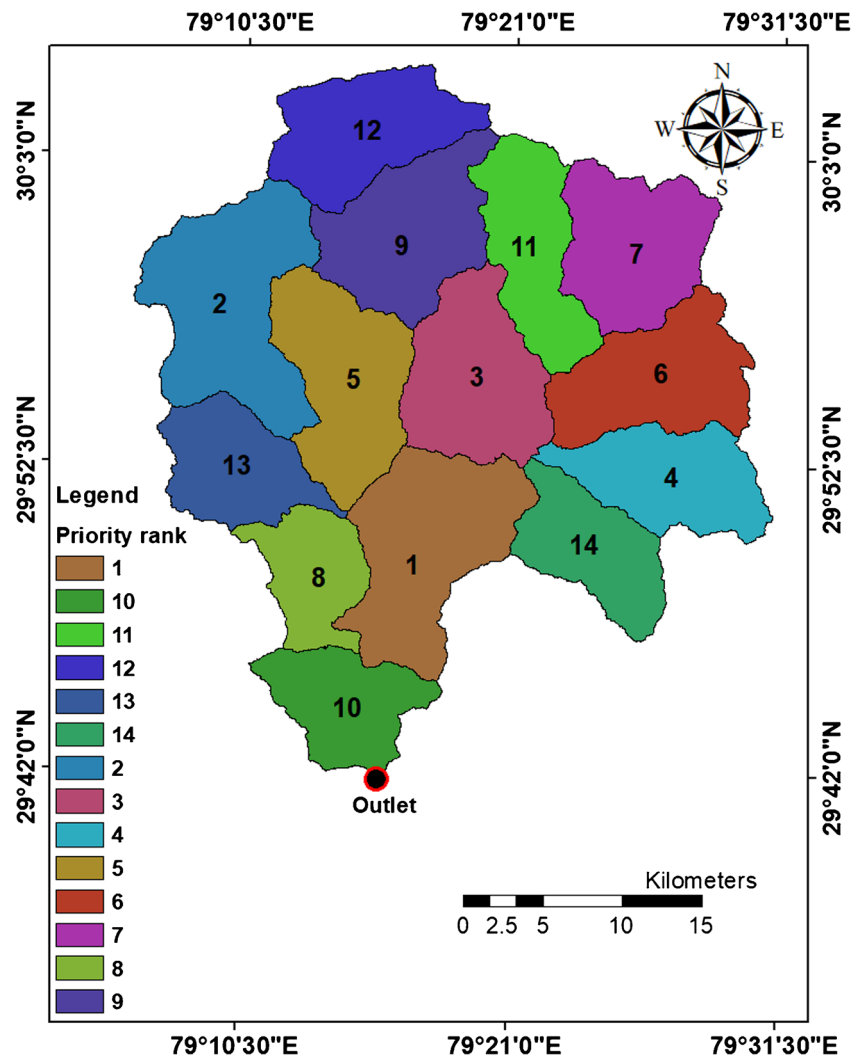 79°10'30"E 79°21'0"E 79°31'30"E
N
W E
S
30°3'0"N 30°3'0"N
12
9 11 7
2
5 3 6
29°52'30"N 29°52'30"N
13 4
Legend
Priority rank
14
8 1
1
10
11
12
13
14
2
3
4
5
6
7
8
9
10
29°42'0"N 29°42'0"N
Outlet
Kilometers
0 2.5 5 10 15
79°10'30"E 79°21'0"E 79°31'30"E